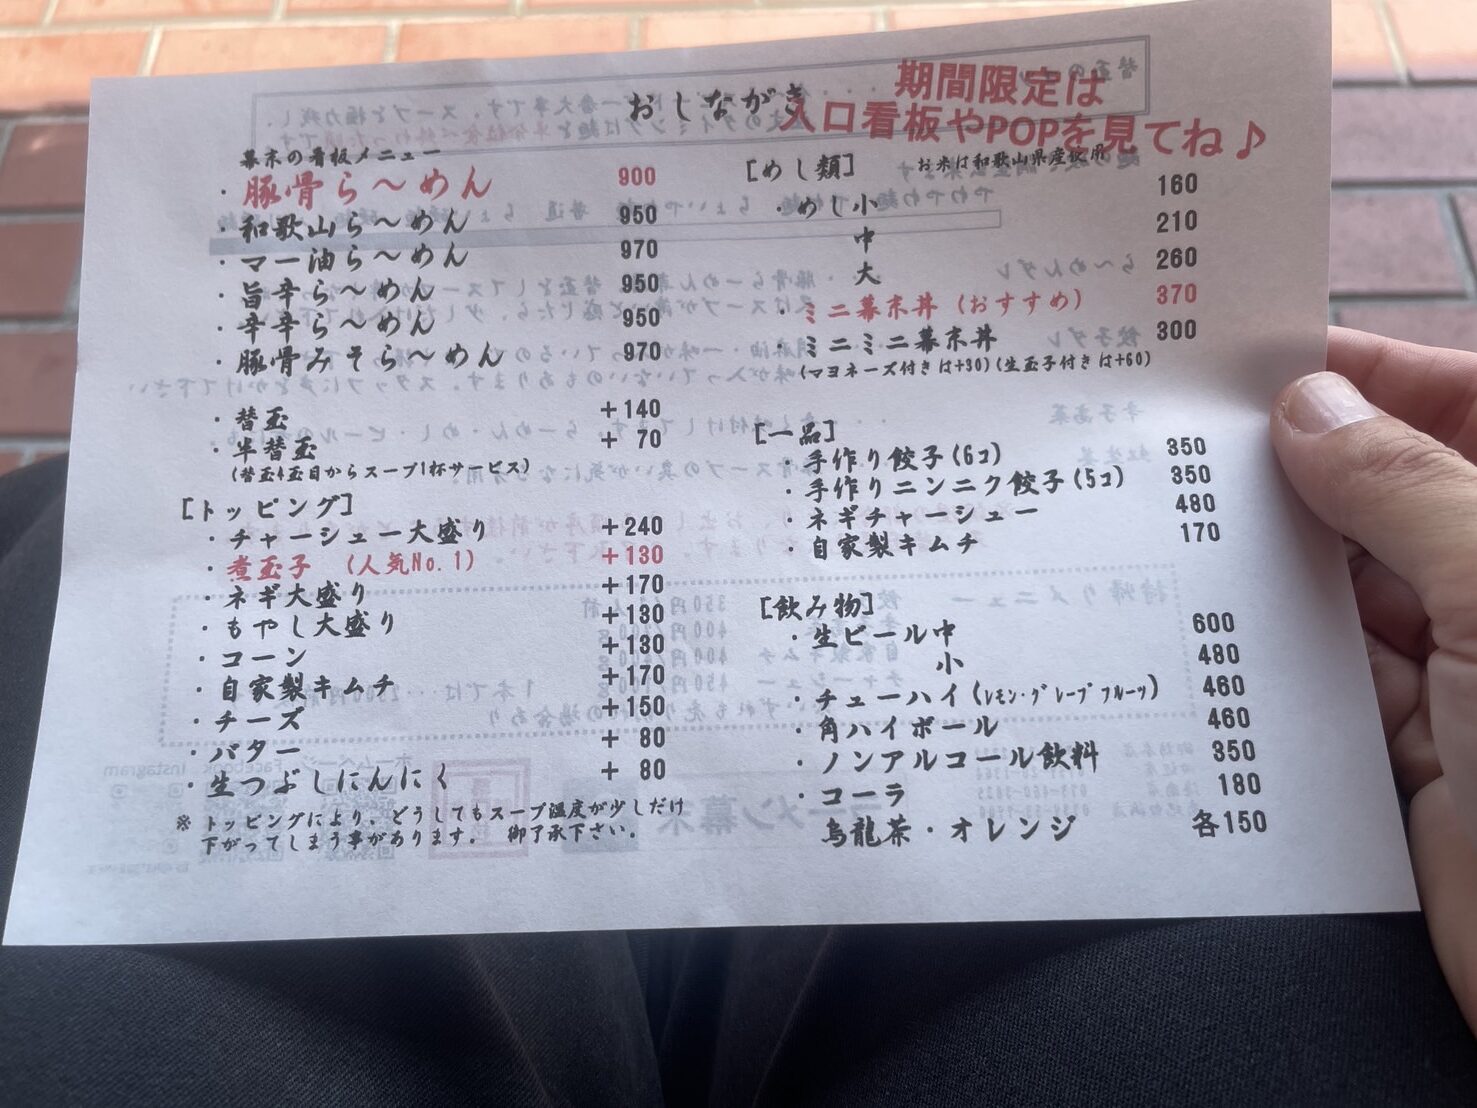 おしながき
期間限定は
入口看板やPOPを見てね♪
幕末の看板メニュー
・豚骨ら〜めん 900
・和歌山ら〜めん 950
・マー油ら〜めん 970
・旨辛ら〜めん 950
・辛辛ら〜めん 950
・豚骨みそら〜めん 970
・替玉 +140
・半替玉 + 70
(替玉4玉目からスープ1杯サービス)
[トッピング]
・チャーシュー大盛り +240
・煮玉子 (人気No.1) +130
・ネギ大盛り +170
・もやし大盛り +130
・コーン +130
・自家製キムチ +170
・チーズ +150
・バター + 80
・生つぶしにんにく + 80
※トッピングにより、どうしてもスープ温度が少しだけ
下がってしまう事があります。 御了承下さい。
[めし類] お米は和歌山県産使用
・めし小 160
中 210
大 260
・ミニ幕末丼 (おすすめ) 370
・ミニミニ幕末丼 300
(マヨネーズ付きは+30)(生玉子付きは+60)
[一品]
・手作り餃子(6コ) 350
・手作りニンニク餃子(5コ) 350
・ネギチャーシュー 480
・自家製キムチ 170
[飲み物]
・生ビール中 600
小 480
・チューハイ(レモン・グレープフルーツ) 460
・角ハイボール 460
・ノンアルコール飲料 350
・コーラ 180
烏龍茶・オレンジ 各150